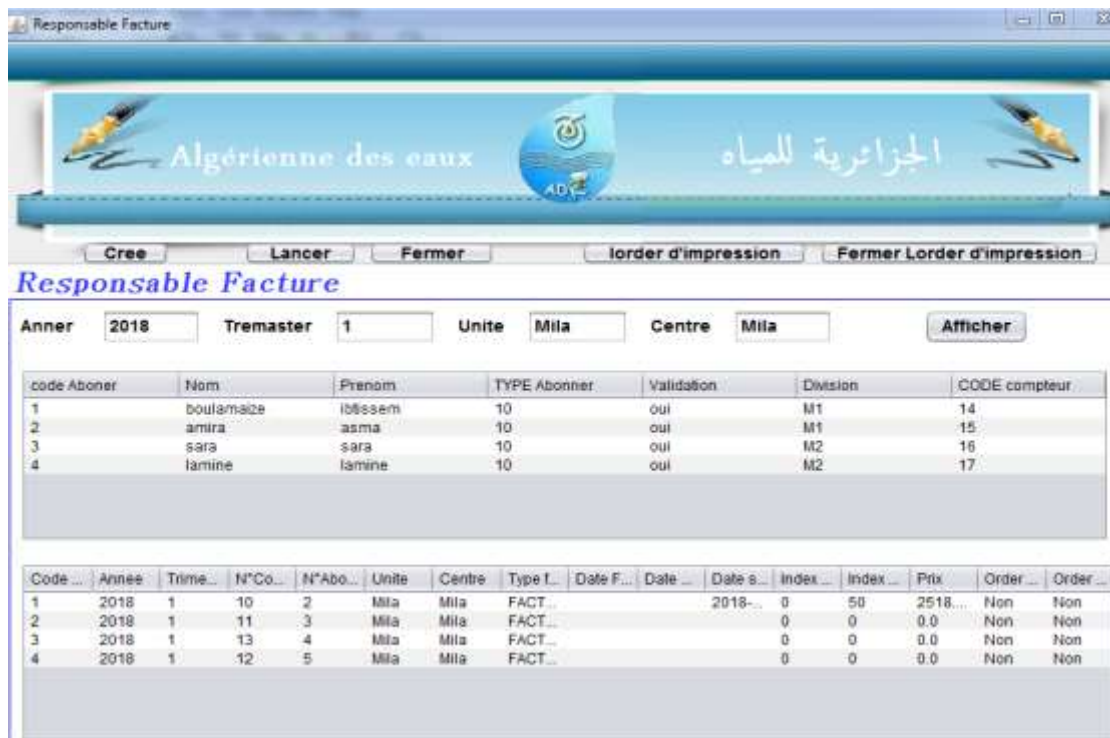 Responsable Facture
Algérienne des eaux الجزائرية للمياه
ADE
Cree Lancer Fermer lorder d'impression Fermer Lorder d'impression
Responsable Facture
Anner 2018 Tremaster 1 Unite Mila Centre Mila Afficher
code Aboner Nom Prenom TYPE Abonner Validation Division CODE compteur
1 boulamaize ibtissem 10 oui M1 14
2 amira asma 10 oui M1 15
3 sara sara 10 oui M2 16
4 lamine lamine 10 oui M2 17
Code ... Annee Trime... N°Co... N°Abo... Unite Centre Type f... Date F... Date ... Date s... Index ... Index ... Prix Order ... Order ...
1 2018 1 10 2 Mila Mila FACT... 2018-... 0 50 2518.... Non Non
2 2018 1 11 3 Mila Mila FACT... 0 0 0.0 Non Non
3 2018 1 13 4 Mila Mila FACT... 0 0 0.0 Non Non
4 2018 1 12 5 Mila Mila FACT... 0 0 0.0 Non Non